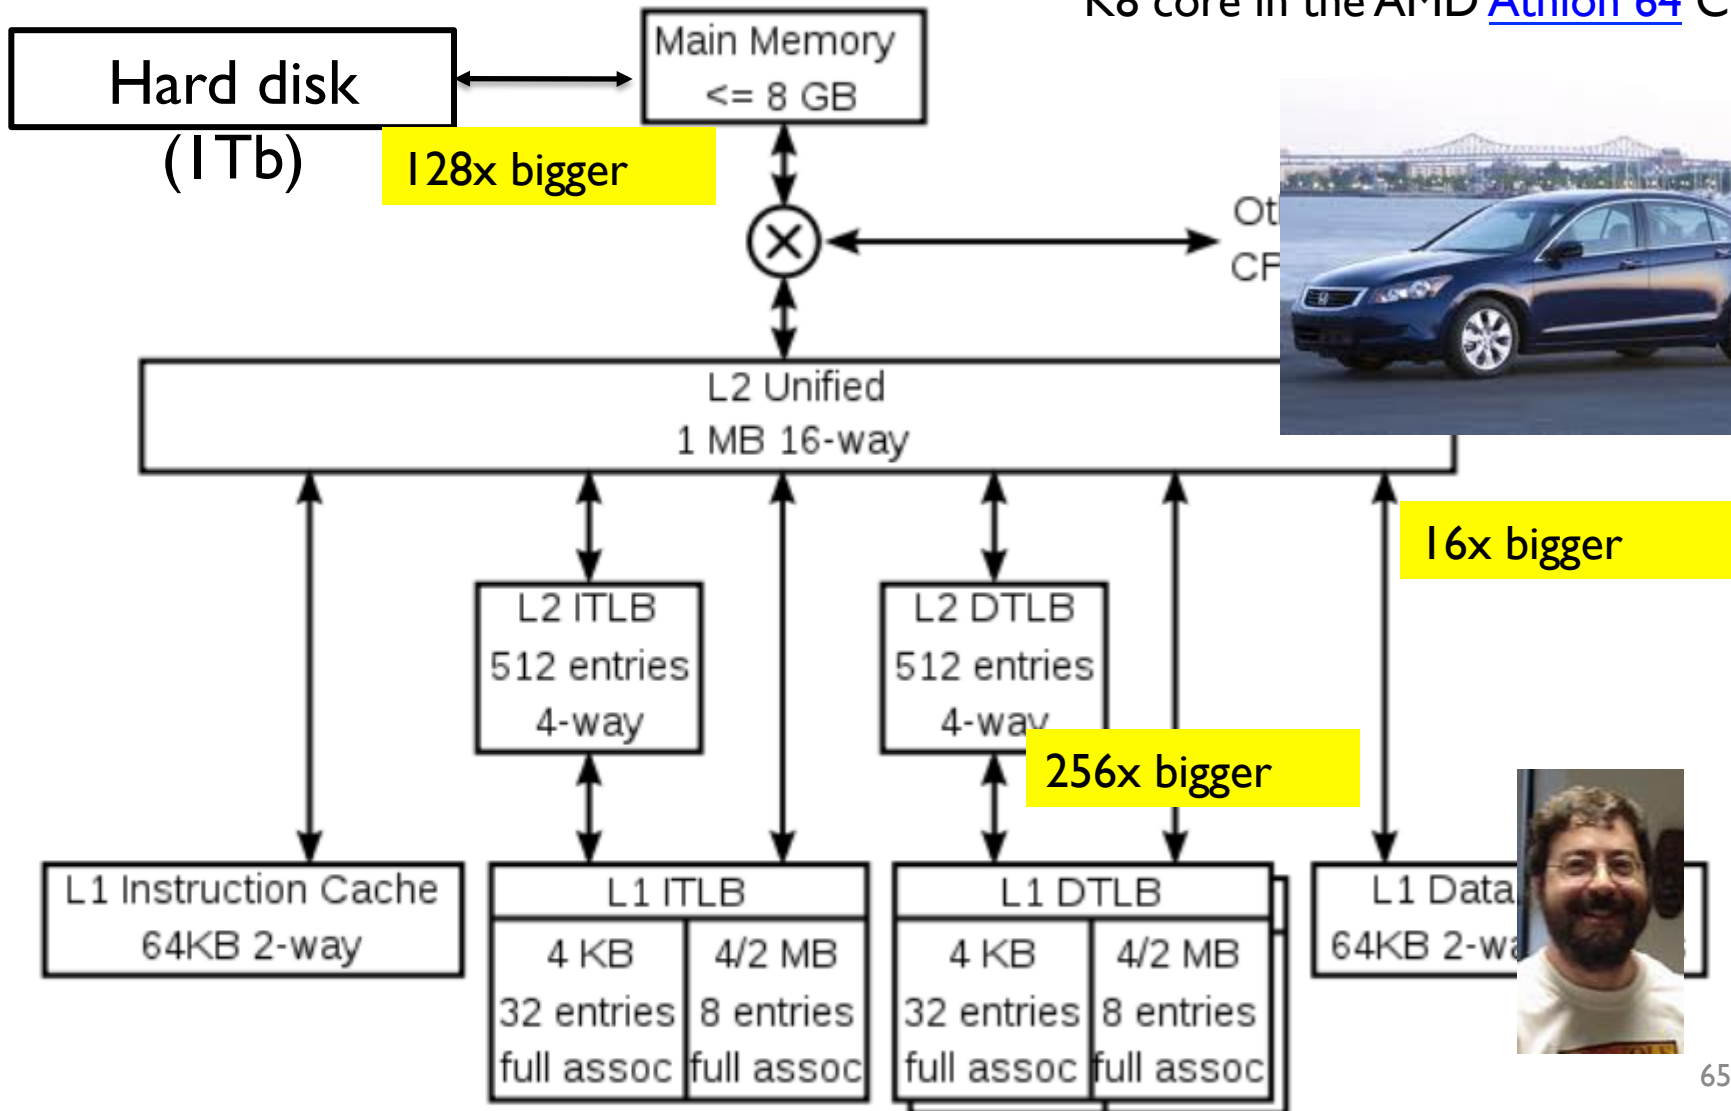 K8 core in the AMD Athlon 64 C
Main Memory
<= 8 GB
Hard disk
(1Tb)
128x bigger
L2 Unified
1 MB 16-way
16x bigger
L2 ITLB
512 entries
4-way
L2 DTLB
512 entries
4-way
256x bigger
L1 Instruction Cache
64KB 2-way
L1 ITLB
4 KB
32 entries
full assoc
4/2 MB
8 entries
full assoc
L1 DTLB
4 KB
32 entries
full assoc
4/2 MB
8 entries
full assoc
L1 Data
64KB 2-wa
65